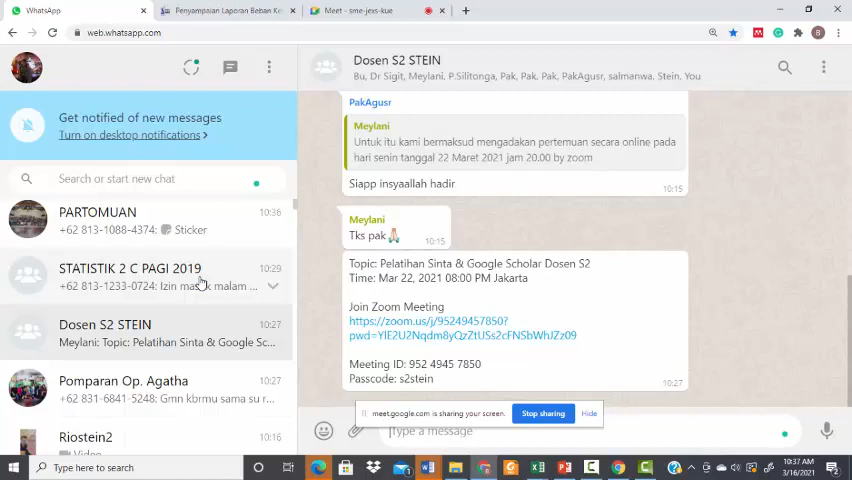 WhatsApp
Penyampaian Laporan Beban Ke
Meet - sme-jexs-kue
web.whatsapp.com
Get notified of new messages
Turn on desktop notifications >
Search or start new chat
PARTOMUAN 10:36
+62 813-1088-4374: Sticker
STATISTIK 2 C PAGI 2019 10:29
+62 813-1233-0724: Izin masuk malam ...
Dosen S2 STEIN 10:27
Meylani: Topic: Pelatihan Sinta & Google Sc...
Pomparan Op. Agatha 10:27
+62 831-6841-5248: Gmn kbrmu sama su r...
Riostein2 10:16
Video
Dosen S2 STEIN
Bu, Dr Sigit, Meylani. P.Silitonga, Pak, Pak. Pak, PakAgusr, salmanwa. Stein. You
PakAgusr
Meylani
Untuk itu kami bermaksud mengadakan pertemuan secara online pada
hari senin tanggal 22 Maret 2021 jam 20.00 by zoom
Siapp insyaallah hadir
10:15
Meylani
Tks pak🙏🏻
10:15
Topic: Pelatihan Sinta & Google Scholar Dosen S2
Time: Mar 22, 2021 08:00 PM Jakarta
Join Zoom Meeting
https://zoom.us/j/95249457850?
pwd=YlE2U2Nqdm8yQzZtUSs2cFNSbWhJZz09
Meeting ID: 952 4945 7850
Passcode: s2stein
10:27
meet.google.com is sharing your screen. Stop sharing Hide
Type a message
Type here to search
10:37 AM
3/16/2021